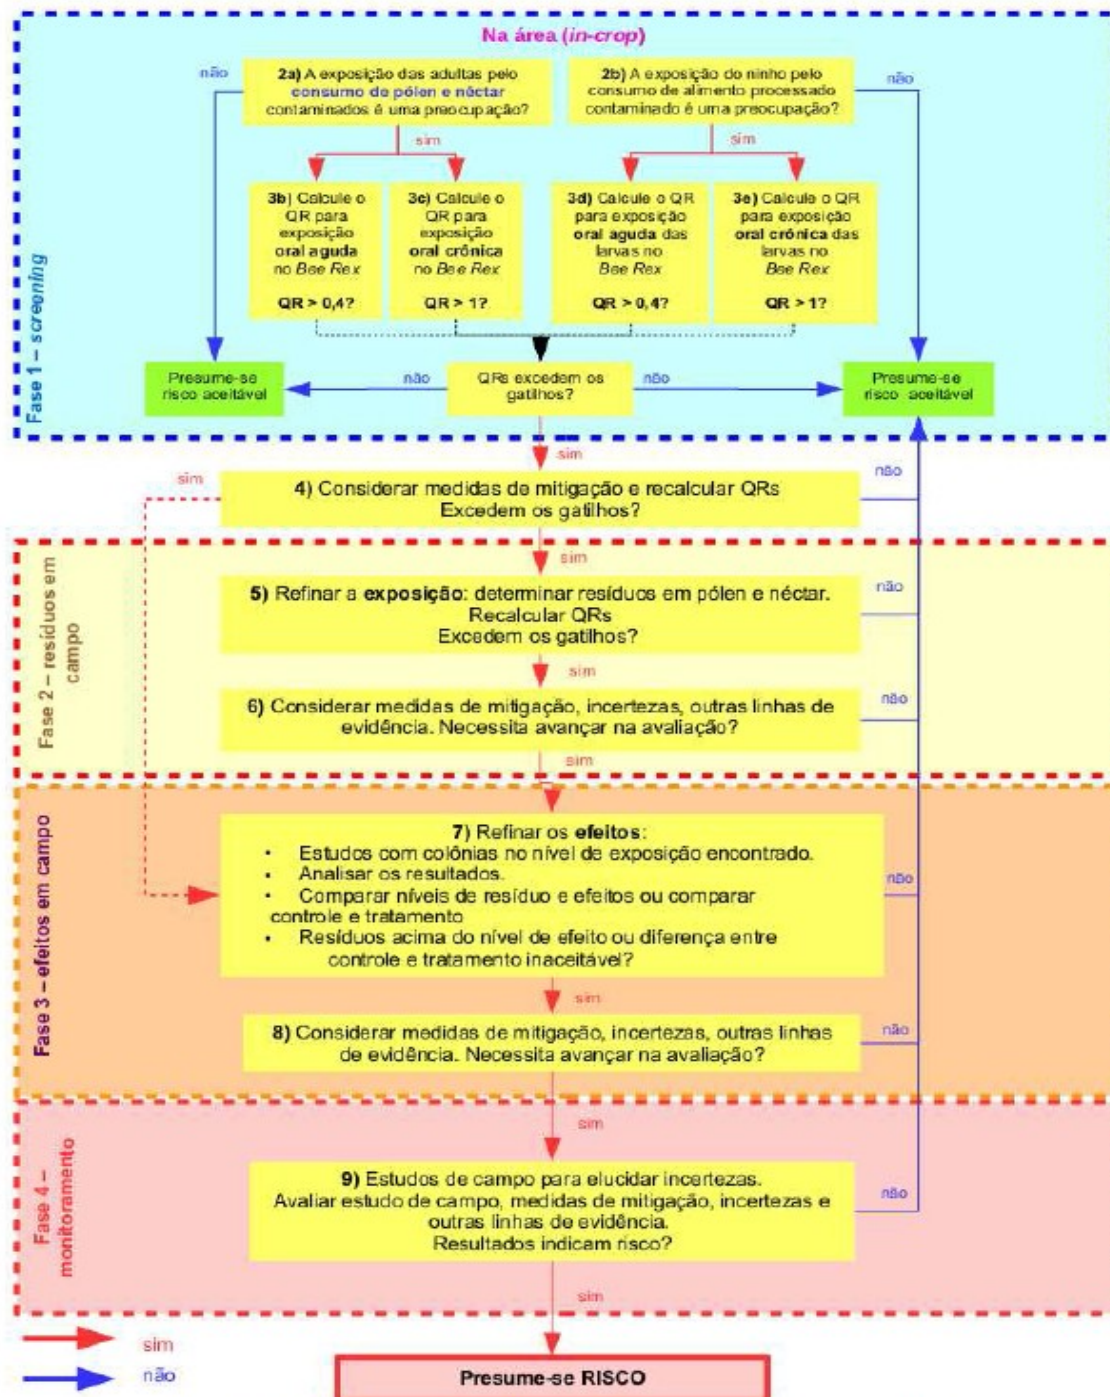 Na área (in-crop)
não
2a) A exposição das adultas pelo
consumo de pólen e néctar
contaminados é uma preocupação?
2b) A exposição do ninho pelo
consumo de alimento processado
contaminado é uma preocupação?
não
sim
sim
3b) Calcule o
QR para
exposição
oral aguda
no Bee Rex
QR > 0,4?
3c) Calcule o
QR para
exposição
oral crônica
no Bee Rex
QR > 1?
3d) Calcule o QR
para exposição
oral aguda das
larvas no
Bee Rex
QR > 0,4?
3e) Calcule o QR
para exposição
oral crônica das
larvas no
Bee Rex
QR > 1?
Fase 1 – screening
Presume-se
risco aceitável
não
QRs excedem os
gatilhos?
não
Presume-se
risco aceitável
sim
sim
4) Considerar medidas de mitigação e recalcular QRs
Excedem os gatilhos?
não
sim
Fase 2 – resíduos em
campo
5) Refinar a exposição: determinar resíduos em pólen e néctar.
Recalcular QRs
Excedem os gatilhos?
não
sim
6) Considerar medidas de mitigação, incertezas, outras linhas de
evidência. Necessita avançar na avaliação?
não
sim
Fase 3 – efeitos em campo
7) Refinar os efeitos:
• Estudos com colônias no nível de exposição encontrado.
• Analisar os resultados.
• Comparar níveis de resíduo e efeitos ou comparar
controle e tratamento
• Resíduos acima do nível de efeito ou diferença entre
controle e tratamento inaceitável?
não
sim
8) Considerar medidas de mitigação, incertezas, outras linhas
de evidência. Necessita avançar na avaliação?
não
sim
Fase 4 –
monitoramento
9) Estudos de campo para elucidar incertezas.
Avaliar estudo de campo, medidas de mitigação, incertezas e
outras linhas de evidência.
Resultados indicam risco?
não
sim
sim
não
Presume-se RISCO